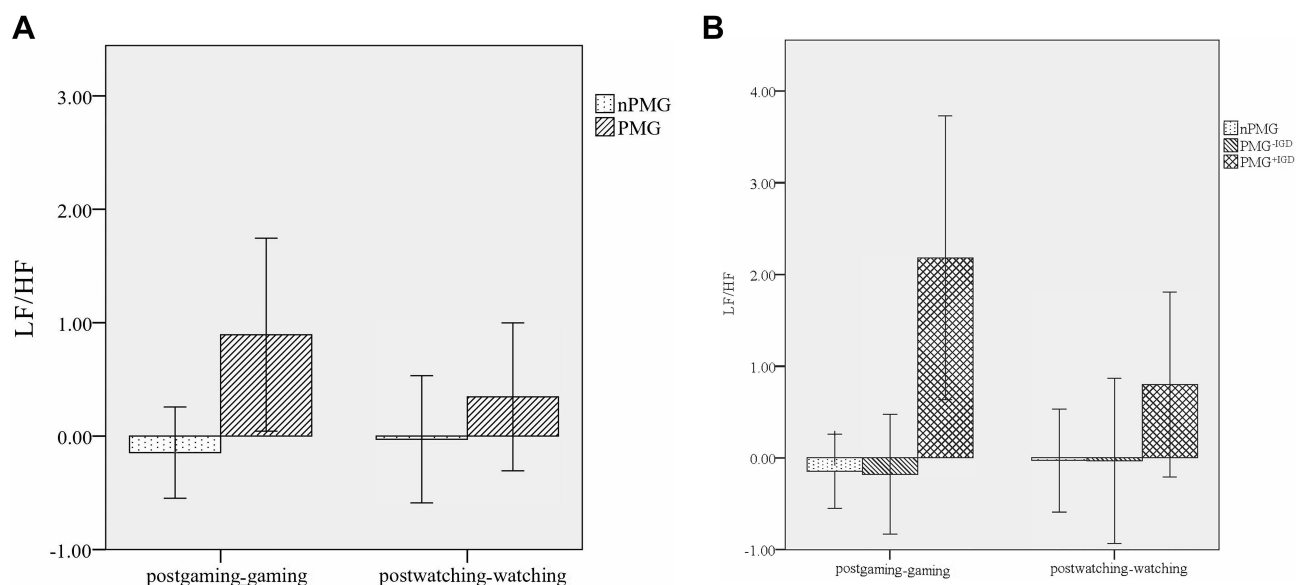 A
LF/HF
3.00
2.00
1.00
0.00
-1.00
postgaming-gaming
postwatching-watching
nPMG
PMG
B
LF/HF
4.00
3.00
2.00
1.00
0.00
-1.00
postgaming-gaming
postwatching-watching
nPMG
PMG-IGD
PMG+IGD